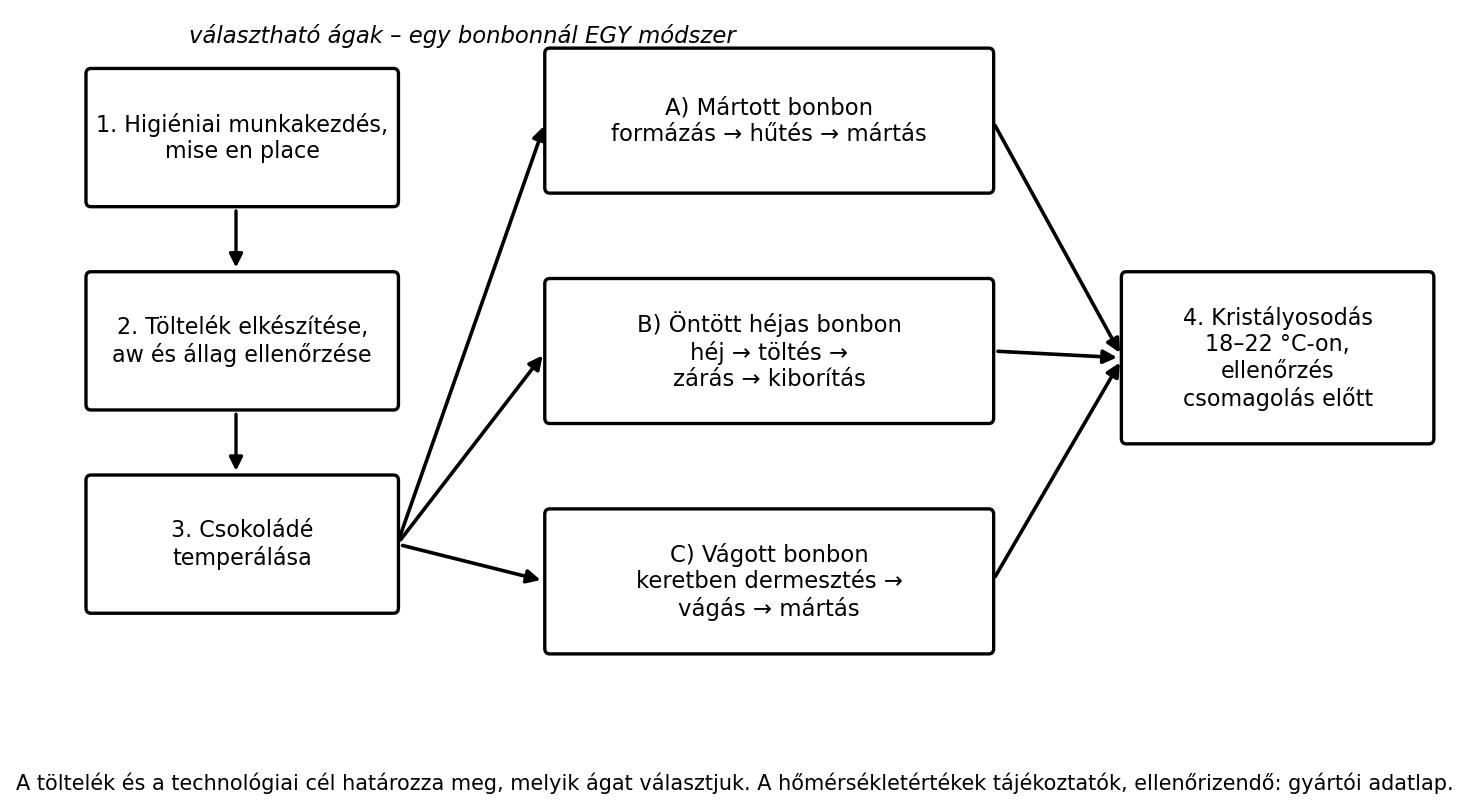 választható ágak – egy bonbonnál EGY módszer
1. Higiéniai munkakezdés,
mise en place
2. Töltelék elkészítése,
aw és állag ellenőrzése
3. Csokoládé
temperálása
A) Mártott bonbon
formázás → hűtés → mártás
B) Öntött héjas bonbon
héj → töltés →
zárás → kiborítás
C) Vágott bonbon
keretben dermesztés →
vágás → mártás
4. Kristályosodás
18–22 °C-on,
ellenőrzés
csomagolás előtt
A töltelék és a technológiai cél határozza meg, melyik ágat választjuk. A hőmérsékletértékek tájékoztatók, ellenőrizendő: gyártói adatlap.